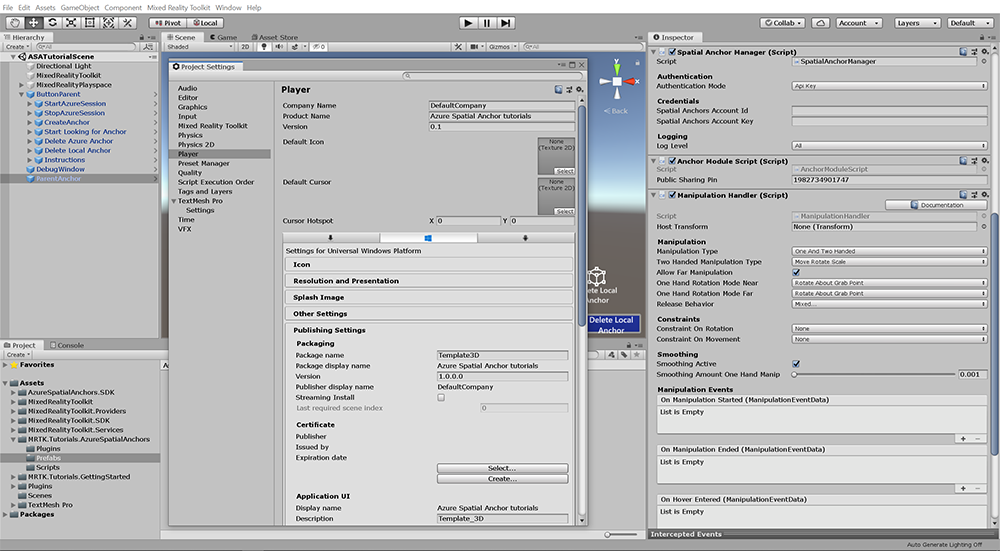 File Edit Assets GameObject Component Mixed Reality Toolkit Window Help
Pivot Local
Collab
Account
Layers
Default
Hierarchy
Create
All
ASATutorialScene
Directional Light
MixedRealityToolkit
MixedRealityPlayspace
ButtonParent
StartAzureSession
StopAzureSession
CreateAnchor
Start Looking for Anchor
Delete Azure Anchor
Delete Local Anchor
Instructions
DebugWindow
ParentAnchor
Project Console
Create
Favorites
Assets
AzureSpatialAnchors.SDK
MixedRealityToolkit
MixedRealityToolkit.Providers
MixedRealityToolkit.SDK
MixedRealityToolkit.Services
MRTK.Tutorials.AzureSpatialAnchors
Plugins
Prefabs
Scripts
MRTK.Tutorials.GettingStarted
Plugins
Scenes
TextMesh Pro
Packages
Scene Game Asset Store
Shaded 2D 0 Gizmos All
y
x
Back
Delete Local
Anchor
Project Settings
Audio
Editor
Graphics
Input
Mixed Reality Toolkit
Physics
Physics 2D
Player
Preset Manager
Quality
Script Execution Order
Tags and Layers
TextMesh Pro
Settings
Time
VFX
Player
Company Name DefaultCompany
Product Name Azure Spatial Anchor tutorials
Version 0.1
Default Icon
None
(Texture 2D)
Select
Default Cursor
None
(Texture 2D)
Select
Cursor Hotspot X 0 Y 0
Settings for Universal Windows Platform
Icon
Resolution and Presentation
Splash Image
Other Settings
Publishing Settings
Packaging
Package name Template3D
Package display name Azure Spatial Anchor tutorials
Version 1.0.0.0
Publisher display name DefaultCompany
Streaming Install
Last required scene index 0
Certificate
Publisher
Issued by
Expiration date
Select...
Create...
Application UI
Display name Azure Spatial Anchor tutorials
Description Template_3D
Inspector
Spatial Anchor Manager (Script)
Script SpatialAnchorManager
Authentication
Authentication Mode Api Key
Credentials
Spatial Anchors Account Id
Spatial Anchors Account Key
Logging
Log Level All
Anchor Module Script (Script)
Script AnchorModuleScript
Public Sharing Pin 1982734901747
Manipulation Handler (Script)
Documentation
Script ManipulationHandler
Host Transform None (Transform)
Manipulation
Manipulation Type One And Two Handed
Two Handed Manipulation Type Move Rotate Scale
Allow Far Manipulation
One Hand Rotation Mode Near Rotate About Grab Point
One Hand Rotation Mode Far Rotate About Grab Point
Release Behavior Mixed...
Constraints
Constraint On Rotation None
Constraint On Movement None
Smoothing
Smoothing Active
Smoothing Amount One Hand Manip 0.001
Manipulation Events
On Manipulation Started (ManipulationEventData)
List is Empty
On Manipulation Ended (ManipulationEventData)
List is Empty
On Hover Entered (ManipulationEventData)
List is Empty
Intercepted Events
Auto Generate Lighting Off